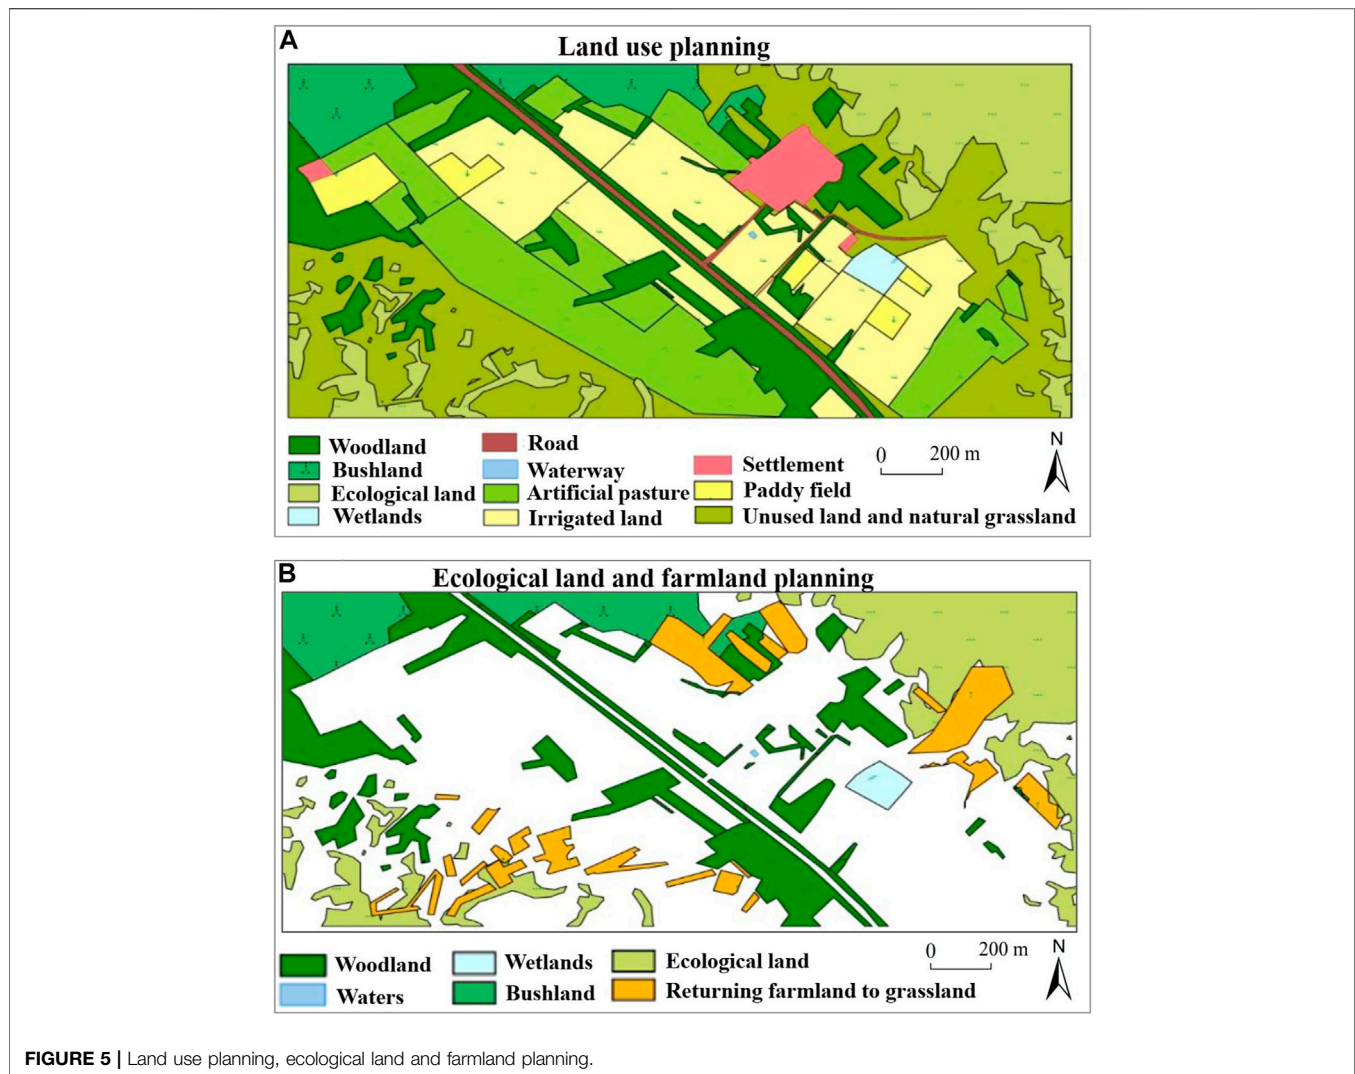 A
Land use planning
Woodland
Bushland
Ecological land
Wetlands
Road
Waterway
Artificial pasture
Irrigated land
Settlement
Paddy field
Unused land and natural grassland
0 200 m
N
B
Ecological land and farmland planning
Woodland
Waters
Wetlands
Bushland
Ecological land
Returning farmland to grassland
0 200 m
N
FIGURE 5 | Land use planning, ecological land and farmland planning.